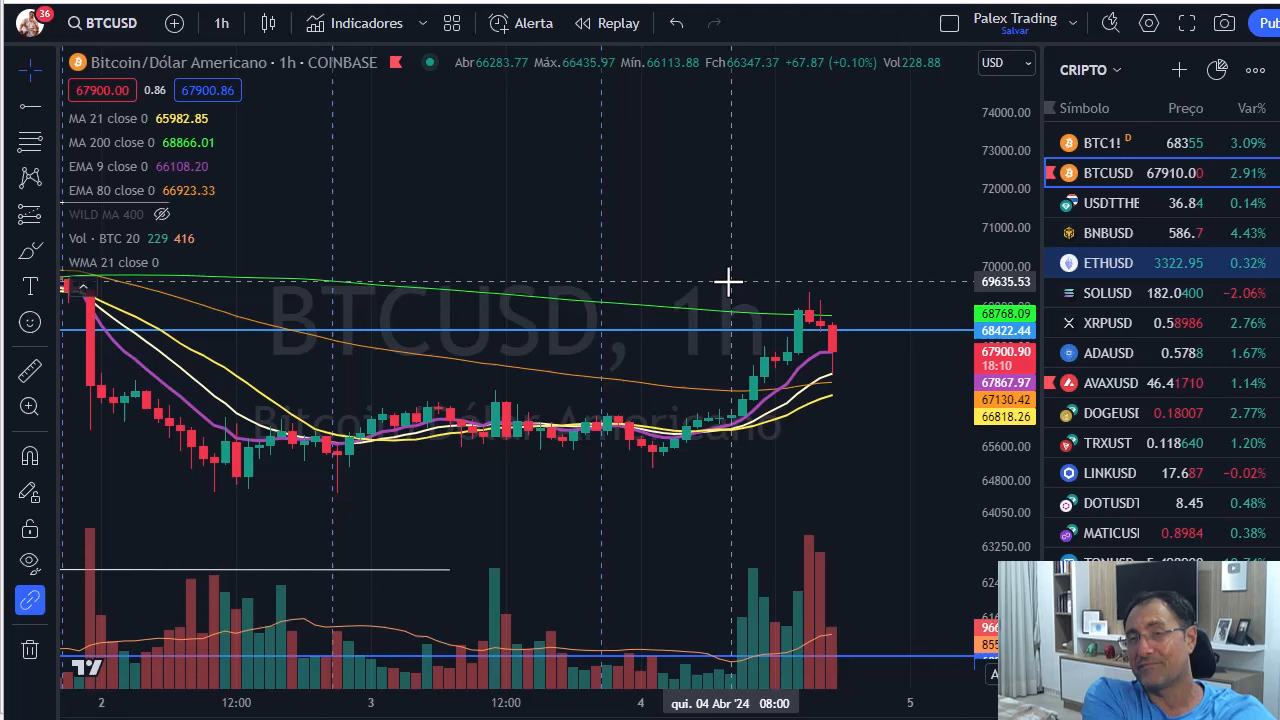 36
BTCUSD
1h
Indicadores
Alerta
Replay
Palex Trading
Salvar
Pub
Bitcoin/Dólar Americano · 1h · COINBASE
Abr66283.77 Máx.66435.97 Mín.66113.88 Fch66347.37 +67.87 (+0.10%) Vol228.88
USD
67900.00 0.86 67900.86
MA 21 close 0 65982.85
MA 200 close 0 68866.01
EMA 9 close 0 66108.20
EMA 80 close 0 66923.33
WILD MA 400
Vol · BTC 20 229 416
WMA 21 close 0
BTCUSD, 1h
Bitcoin / Dólar Americano
74000.00
73000.00
72000.00
71000.00
70000.00
69635.53
68768.09
68422.44
67900.90
18:10
67867.97
67130.42
66818.26
65600.00
64800.00
64050.00
63250.00
2
12:00
3
12:00
4
qui. 04 Abr '24 08:00
5
CRIPTO
Símbolo Preço Var%
BTC1! D 68355 3.09%
BTCUSD 67910.00 2.91%
USDTTHE 36.84 0.14%
BNBUSD 586.7 4.43%
ETHUSD 3322.95 0.32%
SOLUSD 182.0400 −2.06%
XRPUSD 0.58986 2.76%
ADAUSD 0.5788 1.67%
AVAXUSD 46.41710 1.14%
DOGEUSD 0.18007 2.77%
TRXUSDT 0.118640 1.20%
LINKUSD 17.687 −0.02%
DOTUSDT 8.45 0.48%
MATICUSD 0.8984 0.38%